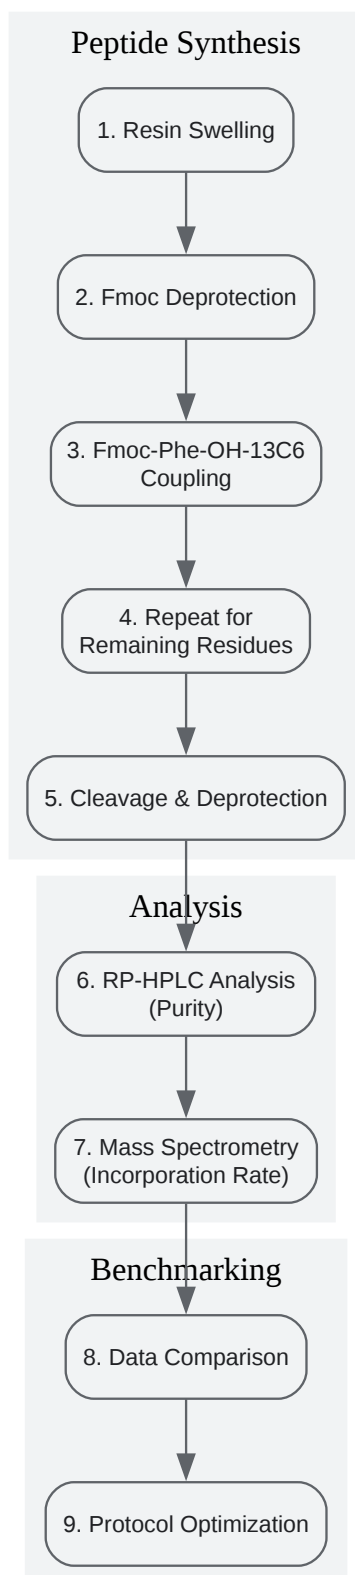 Peptide Synthesis
1. Resin Swelling
2. Fmoc Deprotection
3. Fmoc-Phe-OH-13C6
Coupling
4. Repeat for
Remaining Residues
5. Cleavage & Deprotection
Analysis
6. RP-HPLC Analysis
(Purity)
7. Mass Spectrometry
(Incorporation Rate)
Benchmarking
8. Data Comparison
9. Protocol Optimization